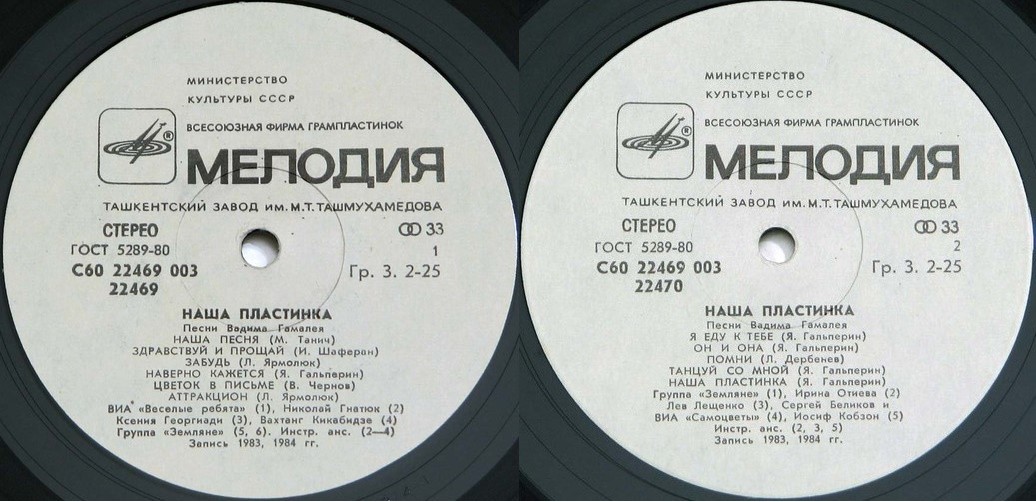 МИНИСТЕРСТВО
КУЛЬТУРЫ СССР
ВСЕСОЮЗНАЯ ФИРМА ГРАМПЛАСТИНОК
®
МЕЛОДИЯ
ТАШКЕНТСКИЙ ЗАВОД им. М. Т. ТАШМУХАМЕДОВА
СТЕРЕО 33
ГОСТ 5289-80 1
С60 22469 003 Гр. 3. 2-25
22469
НАША ПЛАСТИНКА
Песни Вадима Гамалея
НАША ПЕСНЯ (М. Танич)
ЗДРАВСТВУЙ И ПРОЩАЙ (И. Шаферан)
ЗАБУДЬ (Л. Ярмолюк)
НАВЕРНО КАЖЕТСЯ (Я. Гальперин)
ЦВЕТОК В ПИСЬМЕ (В. Чернов)
АТТРАКЦИОН (Л. Ярмолюк)
ВИА «Веселые ребята» (1), Николай Гнатюк (2)
Ксения Георгиади (3), Вахтанг Кикабидзе (4)
Группа «Земляне» (5, 6). Инстр. анс. (2—4)
Запись 1983, 1984 гг.
МИНИСТЕРСТВО
КУЛЬТУРЫ СССР
ВСЕСОЮЗНАЯ ФИРМА ГРАМПЛАСТИНОК
®
МЕЛОДИЯ
ТАШКЕНТСКИЙ ЗАВОД им. М. Т. ТАШМУХАМЕДОВА
СТЕРЕО 33
ГОСТ 5289-80 2
С60 22469 003 Гр. 3. 2-25
22470
НАША ПЛАСТИНКА
Песни Вадима Гамалея
Я ЕДУ К ТЕБЕ (Я. Гальперин)
ОН И ОНА (Я. Гальперин)
ПОМНИ (Л. Дербенев)
ТАНЦУЙ СО МНОЙ (Я. Гальперин)
НАША ПЛАСТИНКА (Я. Гальперин)
Группа «Земляне» (1), Ирина Отиева (2)
Лев Лещенко (3), Сергей Беликов и
ВИА «Самоцветы» (4), Иосиф Кобзон (5)
Инстр. анс. (2, 3, 5)
Запись 1983, 1984 гг.